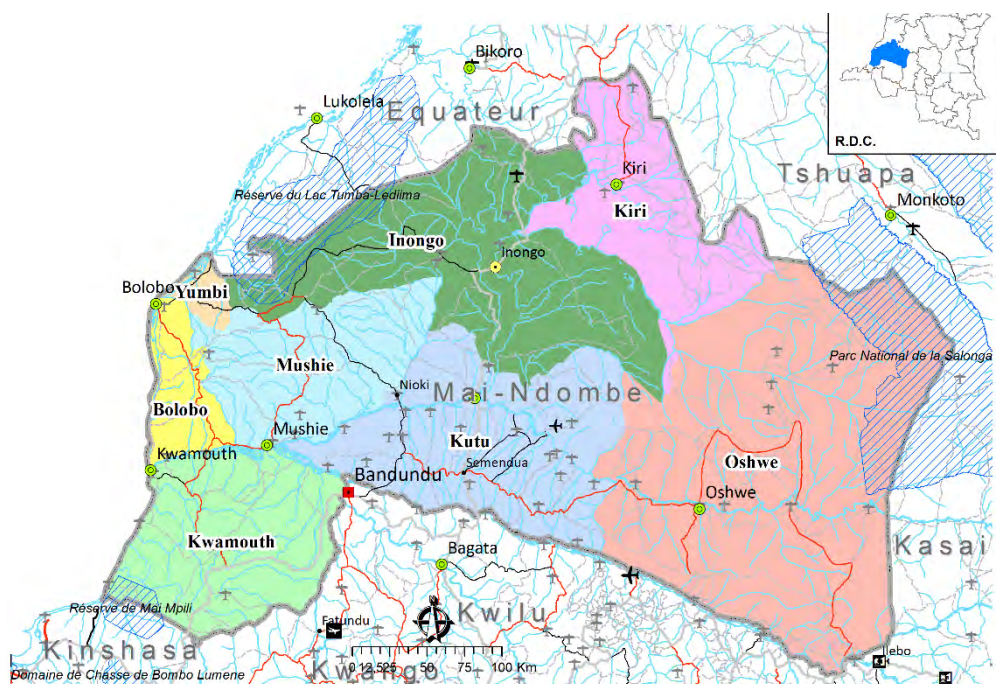 Bikoro
Lukolela
Equateur
R.D.C.
Tshuapa
Kiri
Kiri
Monkoto
Réserve du Lac Tumba-Lediima
Inongo
Inongo
Yumbi
Bolobo
Parc National de la Salonga
Mushie
Nioki
Mai-Ndombe
Bolobo
Mushie
Kutu
Semendua
Oshwe
Kwamouth
Bandundu
Oshwe
Kwamouth
Kasai
Bagata
Réserve de Mai Mpili
Kwilu
Fatundu
Kinshasa
0 12,525 50 75 100 Km
Kwango
Domaine de Chasse de Bombo Lumene